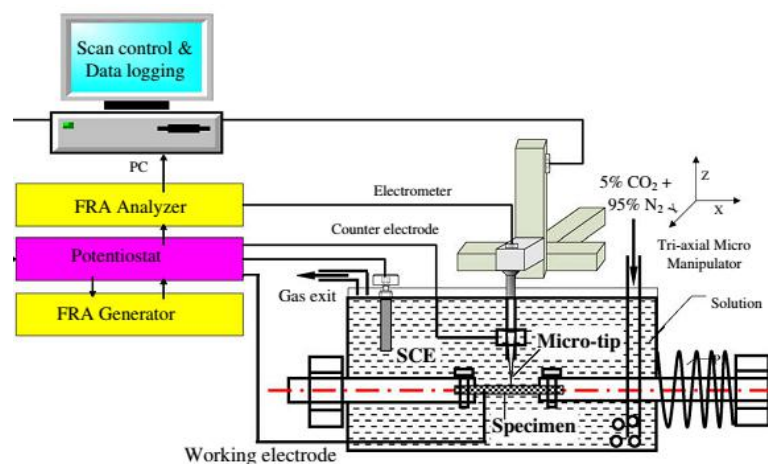 Scan control &
Data logging
PC
FRA Analyzer
Potentiostat
FRA Generator
Electrometer
Counter electrode
Gas exit
SCE
Working electrode
Micro-tip
Specimen
5% CO₂ +
95% N₂
Z
X
Tri-axial Micro
Manipulator
Solution